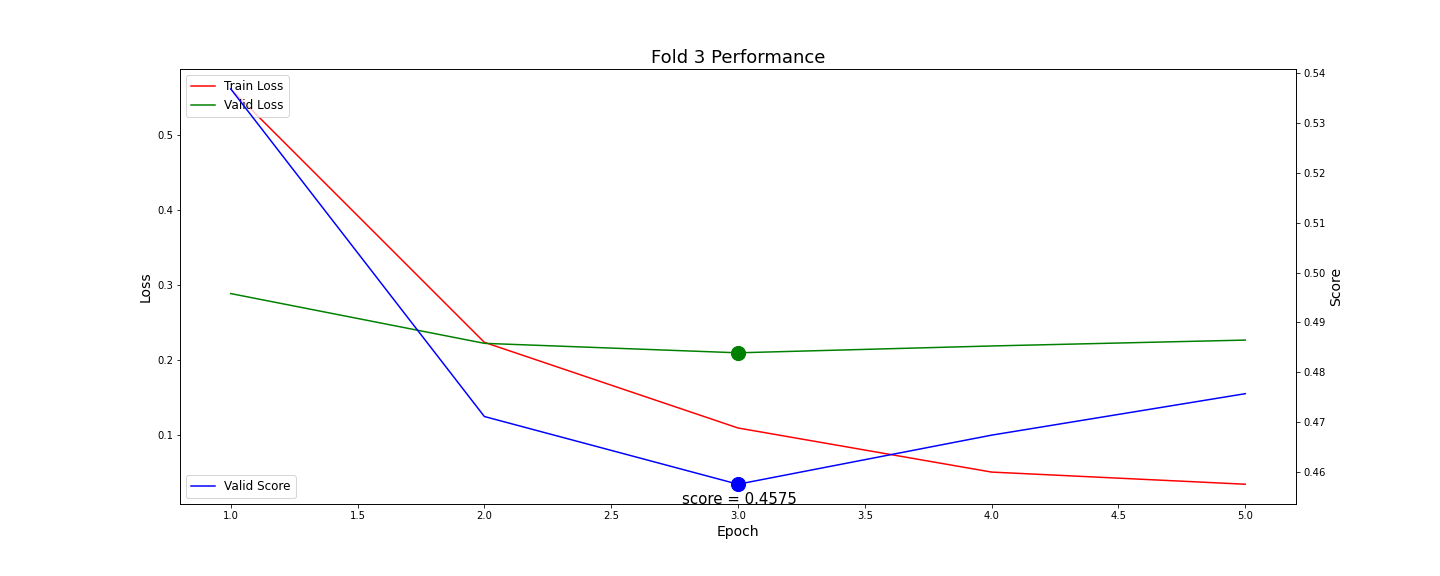 Fold 3 Performance
Train Loss
Valid Loss
Valid Score
0.5
0.4
0.3
0.2
0.1
Loss
0.54
0.53
0.52
0.51
0.50
0.49
0.48
0.47
0.46
Score
score = 0.4575
1.0 1.5 2.0 2.5 3.0 3.5 4.0 4.5 5.0
Epoch